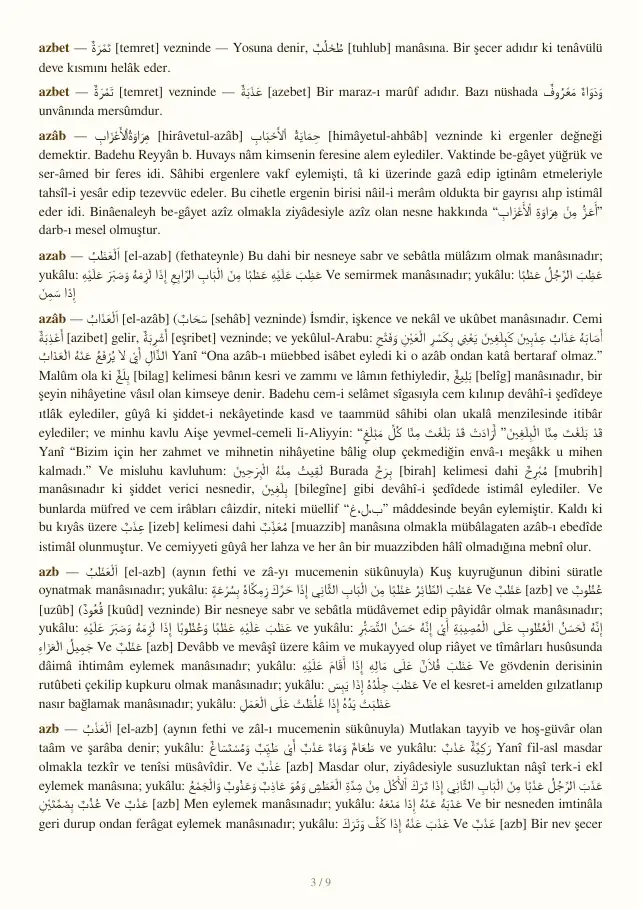 azbet — تَمْرَةٌ [temret] vezninde — Yosuna denir, طُحْلُبٌ [tuhlub] manâsına. Bir şecer adıdır ki tenâvülü
deve kısmını helâk eder.
azbet — تَمْرَةٌ [temret] vezninde — عَذَبَةٌ [azebet] Bir maraz-ı marûf adıdır. Bazı nüshada وَدَوَاءٌ مَعْرُوفٌ
unvânında mersûmdur.
azâb — هِرَاوَةُ الْأَعْزَابِ [hirâvetul-azâb] حِمَايَةُ الْأَحْبَابِ [himâyetul-ahbâb] vezninde ki ergenler değneği
demektir. Badehu Reyyân b. Huvays nâm kimsenin feresine alem eylediler. Vaktinde be-gâyet yüğrük ve
ser-âmed bir feres idi. Sâhibi ergenlere vakf eylemişti, tâ ki üzerinde gazâ edip igtinâm etmeleriyle
tahsîl-i yesâr edip tezevvüc edeler. Bu cihetle ergenin birisi nâil-i merâm oldukta bir gayrısı alıp istimâl
eder idi. Binâenaleyh be-gâyet azîz olmakla ziyâdesiyle azîz olan nesne hakkında “أَعَزُّ مِنْ هِرَاوَةِ الْأَعْزَابِ”
darb-ı mesel olmuştur.
azab — اَلْعَظَبُ [el-azab] (fethateynle) Bu dahi bir nesneye sabr ve sebâtla mülâzım olmak manâsınadır;
yukâlu: عَظِبَ عَلَيْهِ عَظَبًا مِنَ الْبَابِ الرَّابِعِ إِذَا لَزِمَهُ وَصَبَرَ عَلَيْهِ Ve semirmek manâsınadır; yukâlu: عَظِبَ الرَّجُلُ عَظَبًا
إِذَا سَمِنَ
azâb — اَلْعَذَابُ [el-azâb] (سَحَابٌ [sehâb] vezninde) İsmdir, işkence ve nekâl ve ukûbet manâsınadır. Cemi
أَعْذِبَةٌ [azibet] gelir, أَشْرِبَةٌ [eşribet] vezninde; ve yekûlul-Arabu: أَصَابَهُ عَذَابُ عِذَبِينَ كَبِلَغِينَ يَعْنِي بِكَسْرِ الْعَيْنِ وَفَتْحِ
الذَّالِ أَيْ لاَ يُرْفَعُ عَنْهُ الْعَذَابُ Yanî “Ona azâb-ı müebbed isâbet eyledi ki o azâb ondan katâ bertaraf olmaz.”
Malûm ola ki بِلَغٌ [bilag] kelimesi bânın kesri ve zammı ve lâmın fethiyledir, بَلِيغٌ [belîg] manâsınadır, bir
şeyin nihâyetine vâsıl olan kimseye denir. Badehu cem-i selâmet sîgasıyla cem kılınıp devâhî-i şedîdeye
ıtlâk eylediler, gûyâ ki şiddet-i nekâyetinde kasd ve taammüd sâhibi olan ukalâ menzilesinde itibâr
eylediler; ve minhu kavlu Aişe yevmel-cemeli li-Aliyyin: “قَدْ بَلَغْتَ مِنَّا الْبِلَغِينَ” أَرَادَتْ قَدْ بَلَغْتَ مِنَّا كُلَّ مَبْلَغٍ
Yanî “Bizim için her zahmet ve mihnetin nihâyetine bâlig olup çekmediğin envâ-ı meşâkk u mihen
kalmadı.” Ve misluhu kavluhum: لَقِيتُ مِنْهُ الْبِرَحِينَ Burada بِرَحٌ [birah] kelimesi dahi مُبْرِحٌ [mubrih]
manâsınadır ki şiddet verici nesnedir, بِلَغِينَ [bilegîne] gibi devâhî-i şedîdede istimâl eylediler. Ve
bunlarda müfred ve cem irâbları câizdir, niteki müellif “ب،ل،غ” mâddesinde beyân eylemiştir. Kaldı ki
bu kıyâs üzere عِذَبٌ [izeb] kelimesi dahi مُعَذِّبٌ [muazzib] manâsına olmakla mübâlagaten azâb-ı ebedîde
istimâl olunmuştur. Ve cemiyyeti gûyâ her lahza ve her ân bir muazzibden hâlî olmadığına mebnî olur.
azb — اَلْعَظْبُ [el-azb] (aynın fethi ve zâ-yı mucemenin sükûnuyla) Kuş kuyruğunun dibini süratle
oynatmak manâsınadır; yukâlu: عَظَبَ الطَّائِرُ عَظْبًا مِنَ الْبَابِ الثَّانِي إِذَا حَرَّكَ زِمِكَّاهُ بِسُرْعَةٍ Ve عَظْبٌ [azb] ve عُظُوبٌ
[uzûb] (قُعُودٌ [kuûd] vezninde) Bir nesneye sabr ve sebâtla müdâvemet edip pâyidâr olmak manâsınadır;
yukâlu: عَظَبَ عَلَيْهِ عَظْبًا وَعُظُوبًا إِذَا لَزِمَهُ وَصَبَرَ عَلَيْهِ ve yukâlu: إِنَّهُ لَحَسَنُ الْعُظُوبِ عَلَى الْمُصِيبَةِ أَيْ إِنَّهُ حَسَنُ التَّصَبُّرِ
جَمِيلُ الْعَزَاءِ Ve عَظْبٌ [azb] Devâbb ve mevâşî üzere kâim ve mukayyed olup riâyet ve tîmârları husûsunda
dâimâ ihtimâm eylemek manâsınadır; yukâlu: عَظَبَ فُلاَنٌ عَلَى مَالِهِ إِذَا أَقَامَ عَلَيْهِ Ve gövdenin derisinin
rutûbeti çekilip kupkuru olmak manâsınadır; yukâlu: عَظَبَ جِلْدُهُ إِذَا يَبِسَ Ve el kesret-i amelden gılzatlanıp
nasır bağlamak manâsınadır; yukâlu: عَظَبَتْ يَدُهُ إِذَا غَلُظَتْ عَلَى الْعَمَلِ
azb — اَلْعَذْبُ [el-azb] (aynın fethi ve zâl-ı mucemenin sükûnuyla) Mutlakan tayyib ve hoş-güvâr olan
taâm ve şarâba denir; yukâlu: طَعَامٌ وَمَاءٌ عَذْبٌ أَيْ طَيِّبٌ وَمُسْتَسَاغٌ ve yukâlu: رَكِيَّةٌ عَذْبٌ Yanî fil-asl masdar
olmakla tezkîr ve tenîsi müsâvîdir. Ve عَذْبٌ [azb] Masdar olur, ziyâdesiyle susuzluktan nâşî terk-i ekl
eylemek manâsına; yukâlu: عَذَبَ الرَّجُلُ عَذْبًا مِنَ الْبَابِ الثَّانِي إِذَا تَرَكَ الْأَكْلَ مِنْ شِدَّةِ الْعَطَشِ وَهُوَ عَاذِبٌ وَعَذُوبٌ وَالْجَمْعُ
عُذُبٌ بِضَمَّتَيْنِ Ve عَذْبٌ [azb] Men eylemek manâsınadır; yukâlu: عَذَبَهُ عَنْهُ إِذَا مَنَعَهُ Ve bir nesneden imtinâla
geri durup ondan ferâgat eylemek manâsınadır; yukâlu: عَذَبَ عَنْهُ إِذَا كَفَّ وَتَرَكَ Ve عَذْبٌ [azb] Bir nev şecer
3 / 9